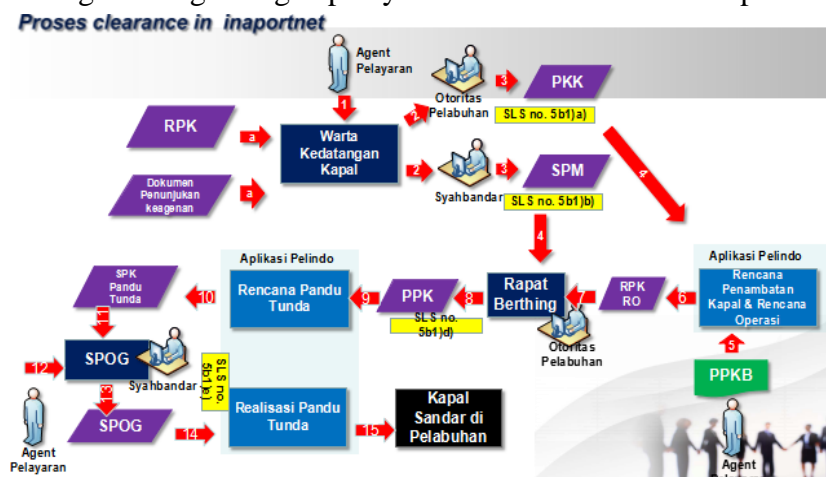 Proses clearance in inaportnet
Agent
Pelayaran
1
RPK
a
Dokumen
Penunjukan
keagenan
a
Warta
Kedatangan
Kapal
2
Otoritas
Pelabuhan
3
PKK
SLS no. 5b1)a)
4
2
Syahbandar
3
SPM
SLS no. 5b1)b)
4
Aplikasi Pelindo
Rencana
Penambatan
Kapal & Rencana
Operasi
5
PPKB
Agent
6
RPK
RO
7
Rapat
Berthing
Otoritas
Pelabuhan
8
PPK
SLS no.
5b1)d)
9
Aplikasi Pelindo
Rencana Pandu
Tunda
10
SPK
Pandu
Tunda
11
12
SPOG
Syahbandar
Agent
Pelayaran
13
SPOG
14
SLS no.
5b1)e)
Realisasi Pandu
Tunda
15
Kapal
Sandar di
Pelabuhan